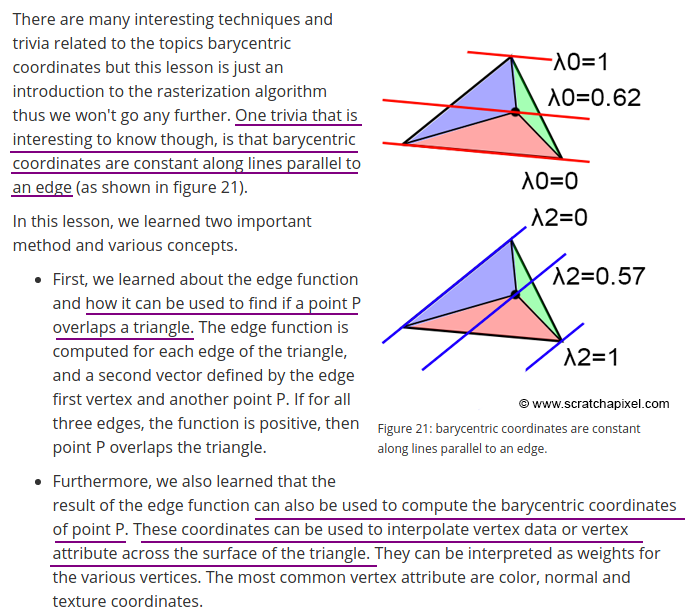 There are many interesting techniques and
trivia related to the topics barycentric
coordinates but this lesson is just an
introduction to the rasterization algorithm
thus we won't go any further. One trivia that is
interesting to know though, is that barycentric
coordinates are constant along lines parallel to
an edge (as shown in figure 21).
In this lesson, we learned two important
method and various concepts.
• First, we learned about the edge function
and how it can be used to find if a point P
overlaps a triangle. The edge function is
computed for each edge of the triangle,
and a second vector defined by the edge
first vertex and another point P. If for all
three edges, the function is positive, then
point P overlaps the triangle.
λ0=1
λ0=0.62
λ0=0
λ2=0
λ2=0.57
λ2=1
© www.scratchapixel.com
Figure 21: barycentric coordinates are constant
along lines parallel to an edge.
• Furthermore, we also learned that the
result of the edge function can also be used to compute the barycentric coordinates
of point P. These coordinates can be used to interpolate vertex data or vertex
attribute across the surface of the triangle. They can be interpreted as weights for
the various vertices. The most common vertex attribute are color, normal and
texture coordinates.